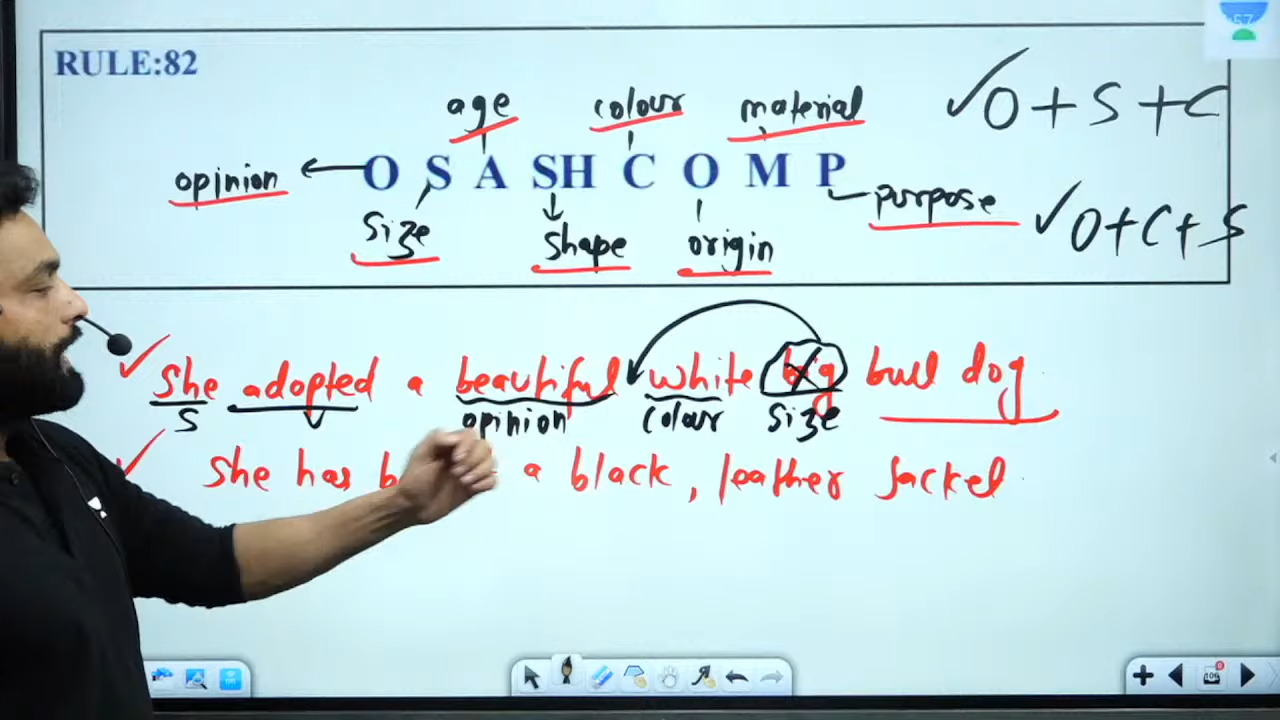 RULE:82
age colour material
✓O + S + C
opinion ← O S A SH C O M P
purpose ✓O + C + S
size shape origin
✓ She adopted a beautiful white big bull dog
S V opinion colour size
✓ She has a black, leather Jacket